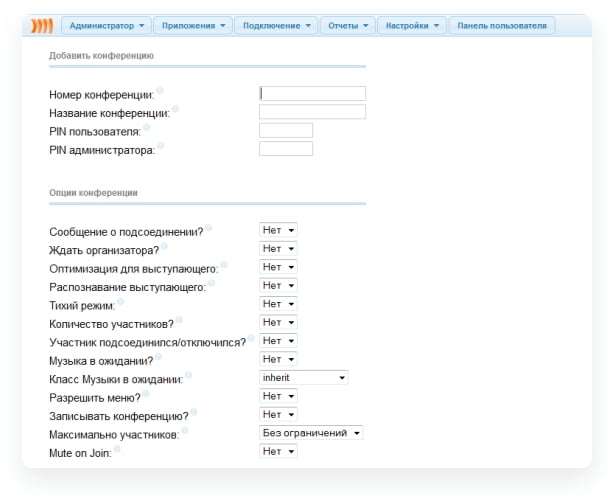 Администратор Приложения Подключение Отчеты Настройки Панель пользователя
Добавить конференцию
Номер конференции:
Название конференции:
PIN пользователя:
PIN администратора:
Опции конференции
Сообщение о подсоединении? Нет
Ждать организатора? Нет
Оптимизация для выступающего: Нет
Распознавание выступающего: Нет
Тихий режим: Нет
Количество участников? Нет
Участник подсоединился/отключился? Нет
Музыка в ожидании? Нет
Класс Музыки в ожидании: inherit
Разрешить меню? Нет
Записывать конференцию? Нет
Максимально участников: Без ограничений
Mute on Join: Нет